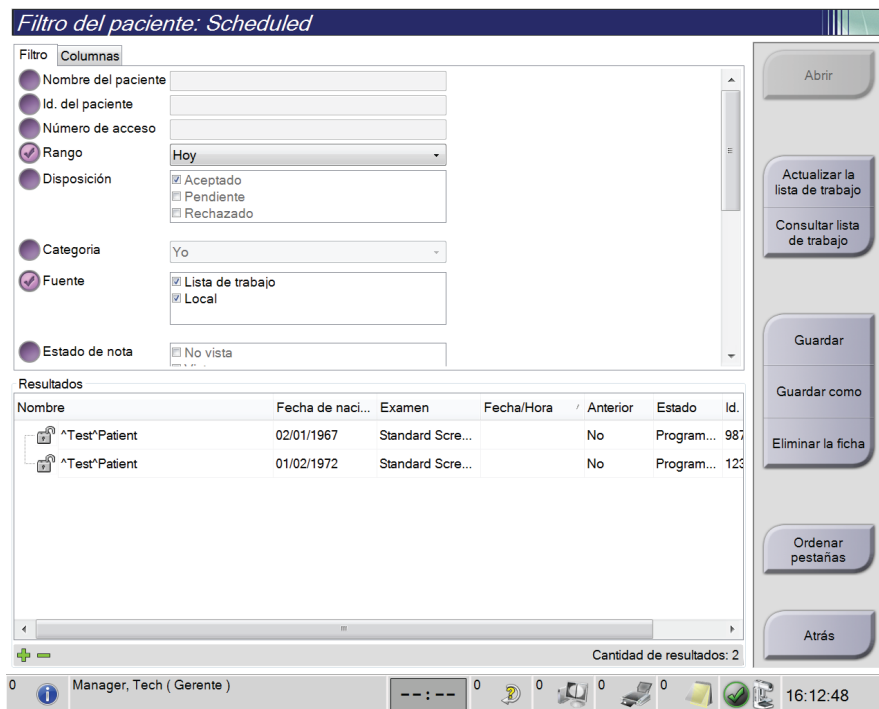 Filtro del paciente: Scheduled
Filtro Columnas
Nombre del paciente
Id. del paciente
Número de acceso
Rango Hoy
Disposición Aceptado
Pendiente
Rechazado
Categoria Yo
Fuente Lista de trabajo
Local
Estado de nota No vista
Resultados
Nombre Fecha de naci... Examen Fecha/Hora Anterior Estado Id.
^Test^Patient 02/01/1967 Standard Scre... No Program... 987
^Test^Patient 01/02/1972 Standard Scre... No Program... 123
Cantidad de resultados: 2
Abrir
Actualizar la
lista de trabajo
Consultar lista
de trabajo
Guardar
Guardar como
Eliminar la ficha
Ordenar
pestañas
Atrás
0 Manager, Tech ( Gerente ) --:-- 0 0 0 0 16:12:48